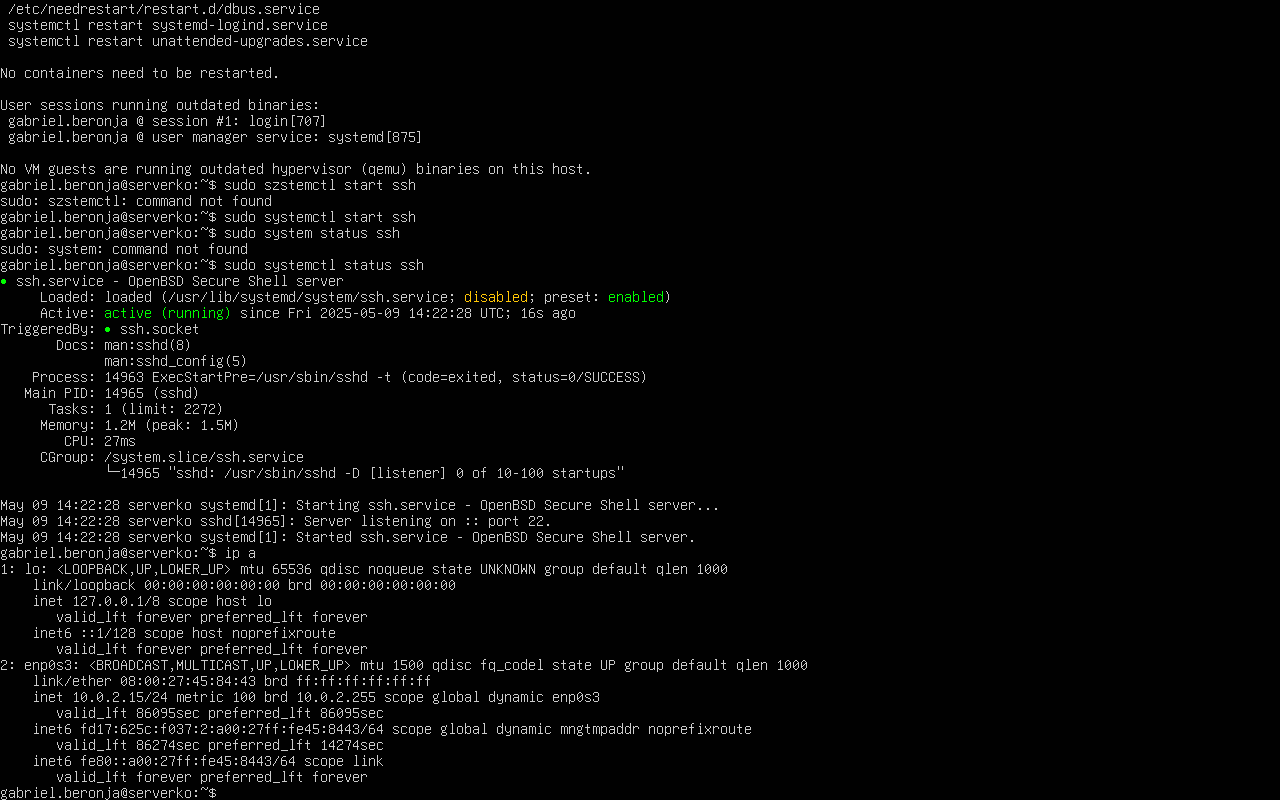 /etc/needrestart/restart.d/dbus.service
systemctl restart systemd-logind.service
systemctl restart unattended-upgrades.service

No containers need to be restarted.

User sessions running outdated binaries:
gabriel.beronja @ session #1: login[707]
gabriel.beronja @ user manager service: systemd[875]

No VM guests are running outdated hypervisor (qemu) binaries on this host.
gabriel.beronja@serverko:~$ sudo szstemctl start ssh
sudo: szstemctl: command not found
gabriel.beronja@serverko:~$ sudo systemctl start ssh
gabriel.beronja@serverko:~$ sudo system status ssh
sudo: system: command not found
gabriel.beronja@serverko:~$ sudo systemctl status ssh
● ssh.service - OpenBSD Secure Shell server
     Loaded: loaded (/usr/lib/systemd/system/ssh.service; disabled; preset: enabled)
     Active: active (running) since Fri 2025-05-09 14:22:28 UTC; 16s ago
TriggeredBy: ● ssh.socket
       Docs: man:sshd(8)
             man:sshd_config(5)
    Process: 14963 ExecStartPre=/usr/sbin/sshd -t (code=exited, status=0/SUCCESS)
   Main PID: 14965 (sshd)
      Tasks: 1 (limit: 2272)
     Memory: 1.2M (peak: 1.5M)
        CPU: 27ms
     CGroup: /system.slice/ssh.service
             └─14965 "sshd: /usr/sbin/sshd -D [listener] 0 of 10-100 startups"

May 09 14:22:28 serverko systemd[1]: Starting ssh.service - OpenBSD Secure Shell server...
May 09 14:22:28 serverko sshd[14965]: Server listening on :: port 22.
May 09 14:22:28 serverko systemd[1]: Started ssh.service - OpenBSD Secure Shell server.
gabriel.beronja@serverko:~$ ip a
1: lo: <LOOPBACK,UP,LOWER_UP> mtu 65536 qdisc noqueue state UNKNOWN group default qlen 1000
    link/loopback 00:00:00:00:00:00 brd 00:00:00:00:00:00
    inet 127.0.0.1/8 scope host lo
       valid_lft forever preferred_lft forever
    inet6 ::1/128 scope host noprefixroute
       valid_lft forever preferred_lft forever
2: enp0s3: <BROADCAST,MULTICAST,UP,LOWER_UP> mtu 1500 qdisc fq_codel state UP group default qlen 1000
    link/ether 08:00:27:45:84:43 brd ff:ff:ff:ff:ff:ff
    inet 10.0.2.15/24 metric 100 brd 10.0.2.255 scope global dynamic enp0s3
       valid_lft 86095sec preferred_lft 86095sec
    inet6 fd17:625c:f037:2:a00:27ff:fe45:8443/64 scope global dynamic mngtmpaddr noprefixroute
       valid_lft 86274sec preferred_lft 14274sec
    inet6 fe80::a00:27ff:fe45:8443/64 scope link
       valid_lft forever preferred_lft forever
gabriel.beronja@serverko:~$